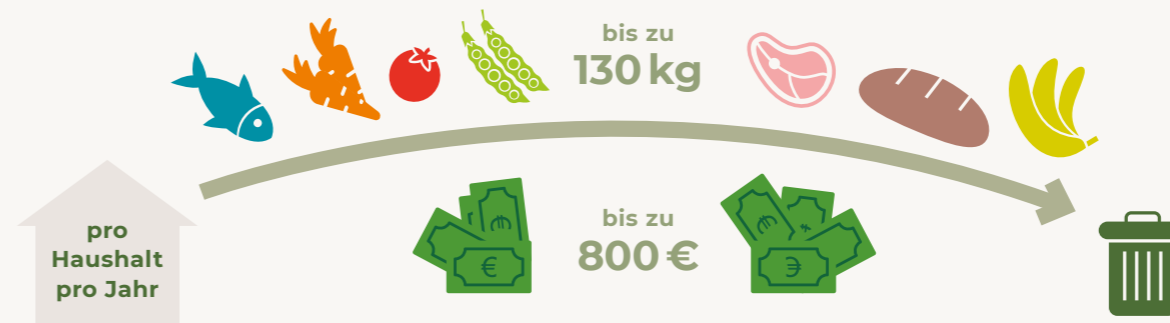 bis zu
130 kg
bis zu
800 €
pro
Haushalt
pro Jahr